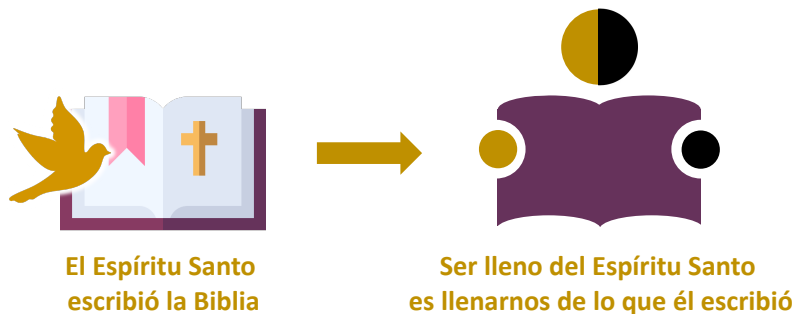 El Espíritu Santo
escribió la Biblia
Ser lleno del Espíritu Santo
es llenarnos de lo que él escribió